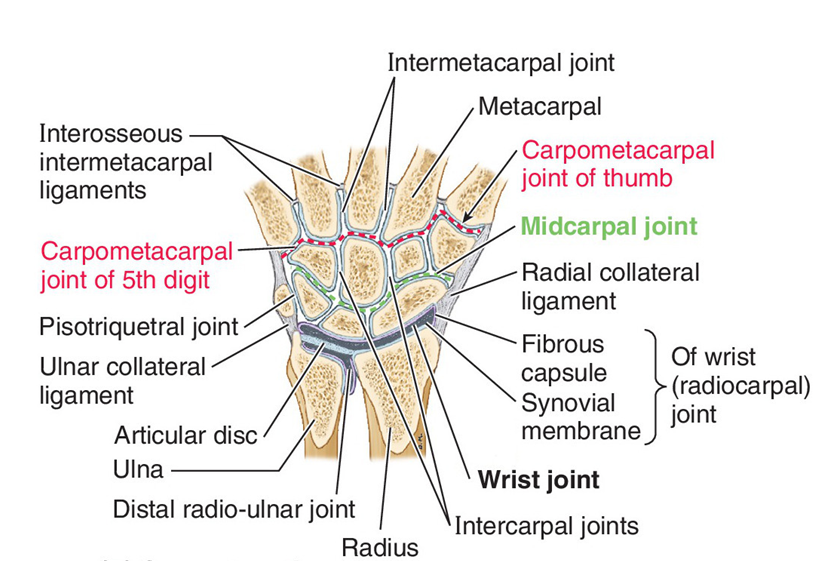 Intermetacarpal joint
Metacarpal
Interosseous
intermetacarpal
ligaments
Carpometacarpal
joint of thumb
Midcarpal joint
Carpometacarpal
joint of 5th digit
Radial collateral
ligament
Pisotriquetral joint
Ulnar collateral
ligament
Fibrous
capsule
Synovial
membrane
Of wrist
(radiocarpal)
joint
Articular disc
Ulna
Wrist joint
Distal radio-ulnar joint
Intercarpal joints
Radius